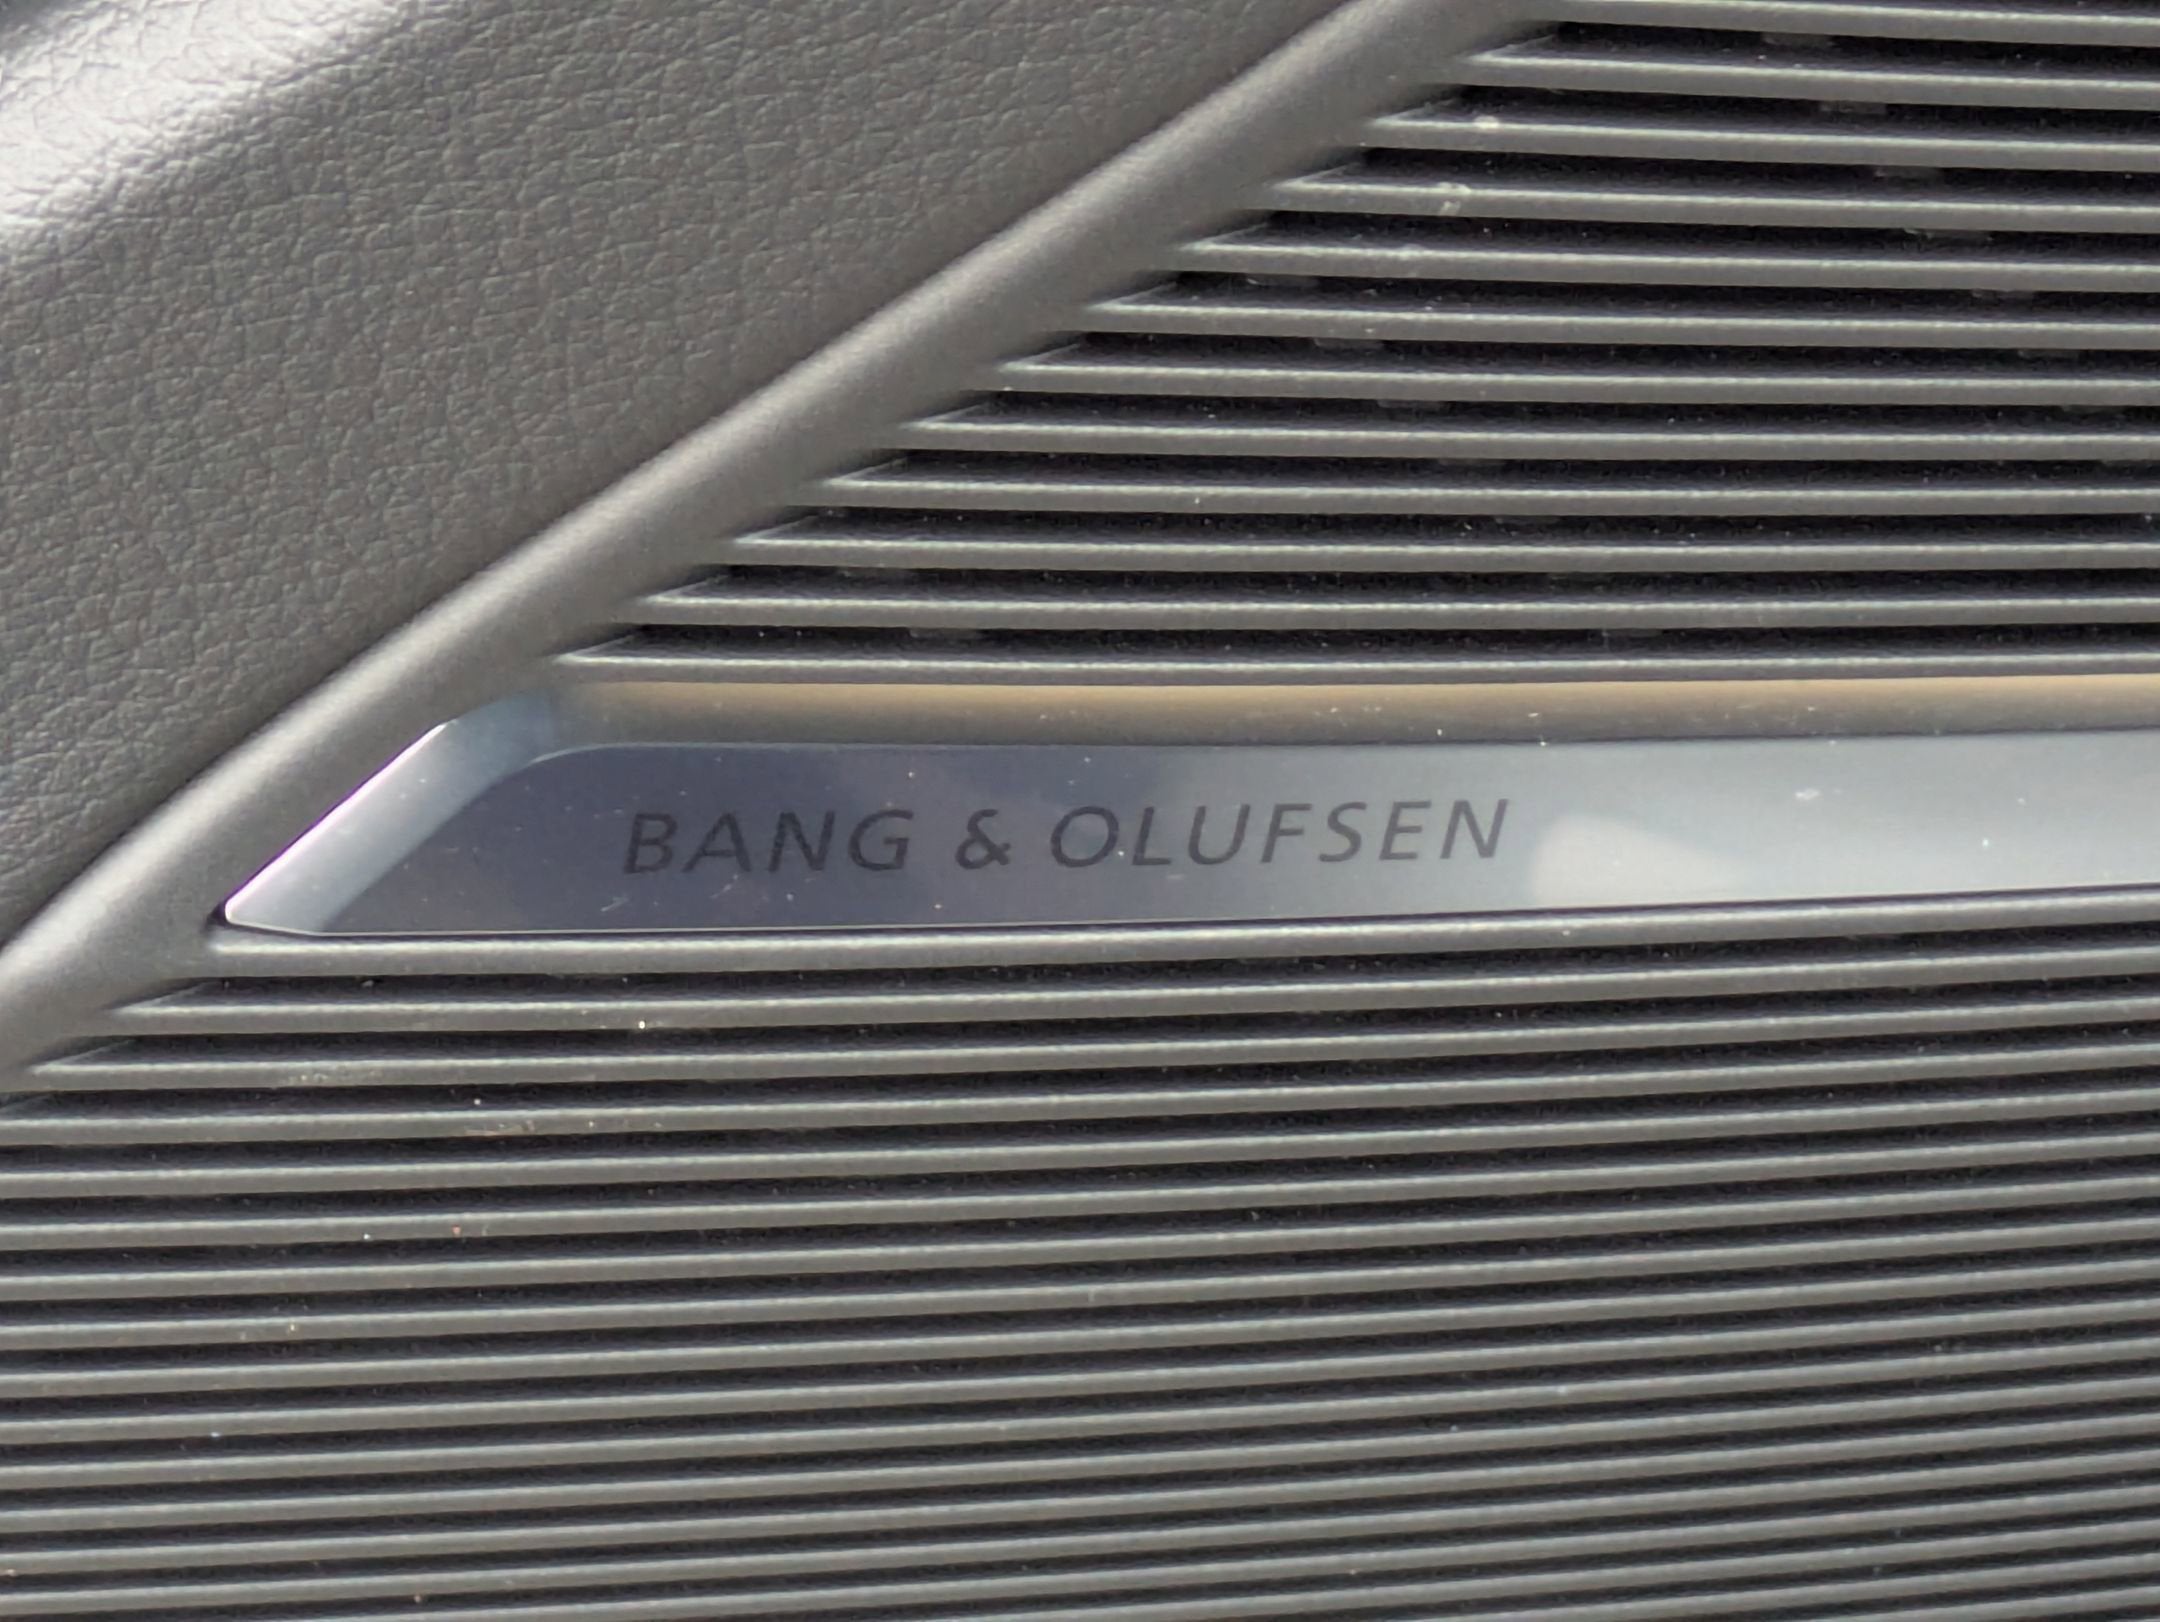 BANG & OLUFSEN